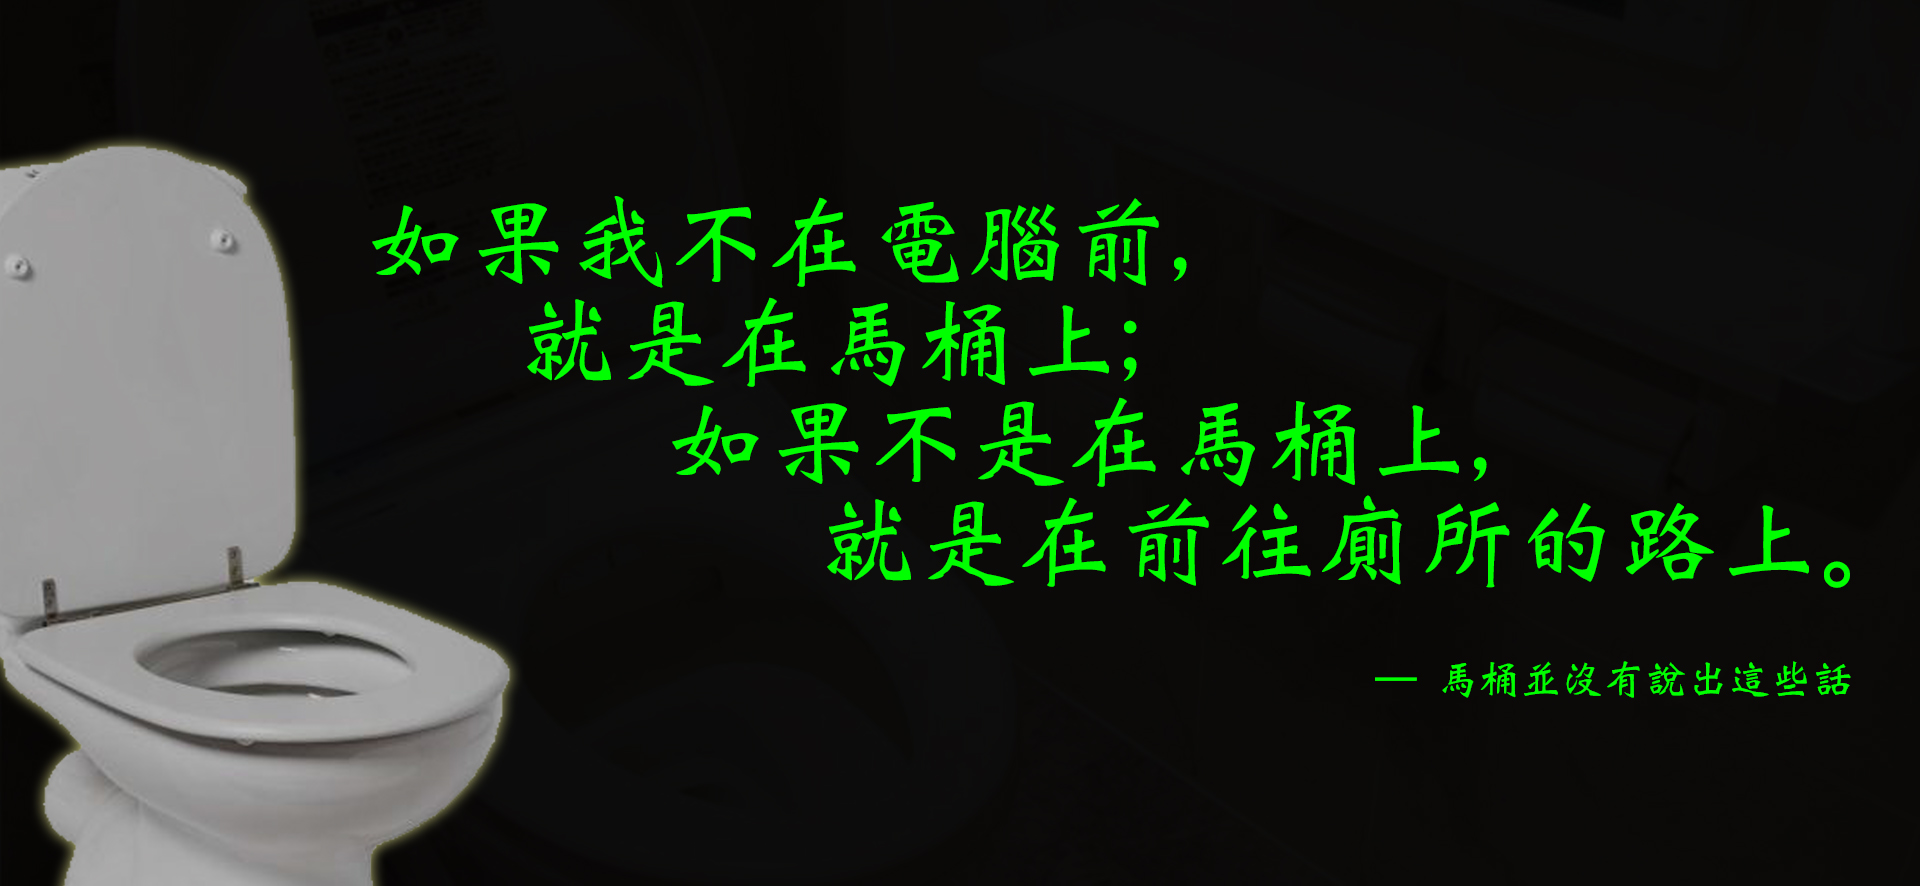 如果我不在電腦前,
就是在馬桶上;
如果不是在馬桶上,
就是在前往廁所的路上。
— 馬桶並沒有說出這些話